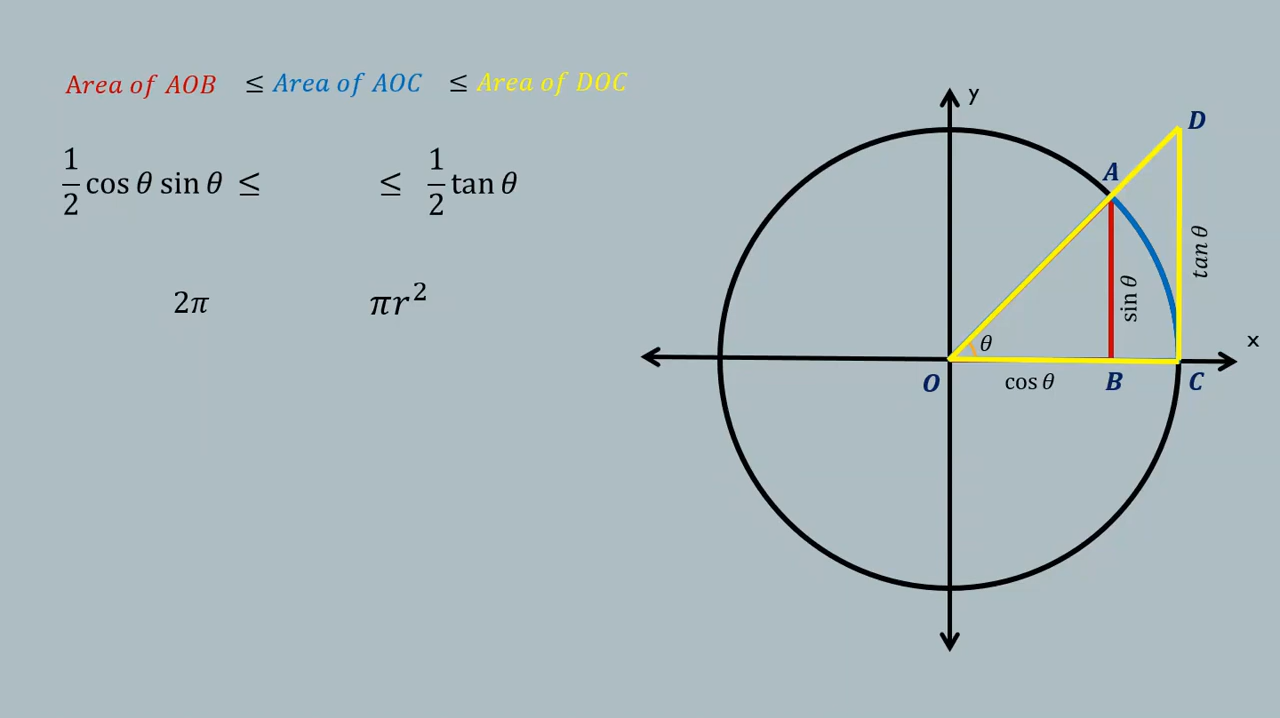 Area of AOB ≤ Area of AOC ≤ Area of DOC
1/2 cos θ sin θ ≤ ≤ 1/2 tan θ
2π πr²
y
D
A
tan θ
sin θ
θ
x
O
cos θ
B
C